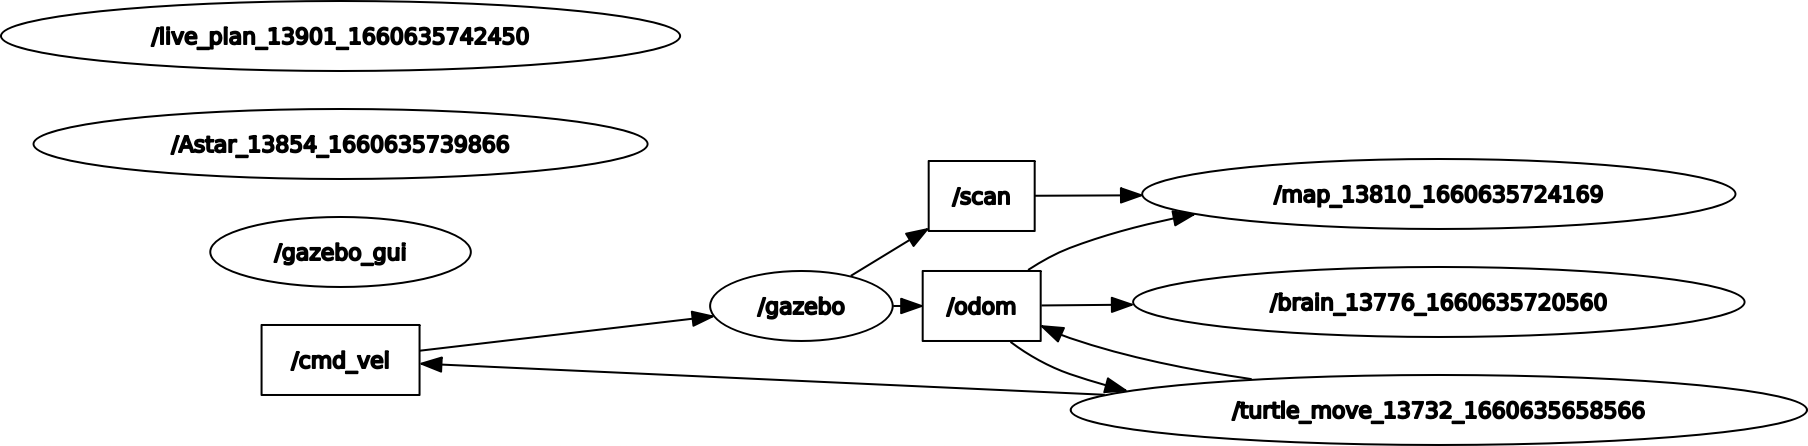 /live_plan_13901_1660635742450
/Astar_13854_1660635739866
/gazebo_gui
/cmd_vel
/gazebo
/scan
/odom
/map_13810_1660635724169
/brain_13776_1660635720560
/turtle_move_13732_1660635658566